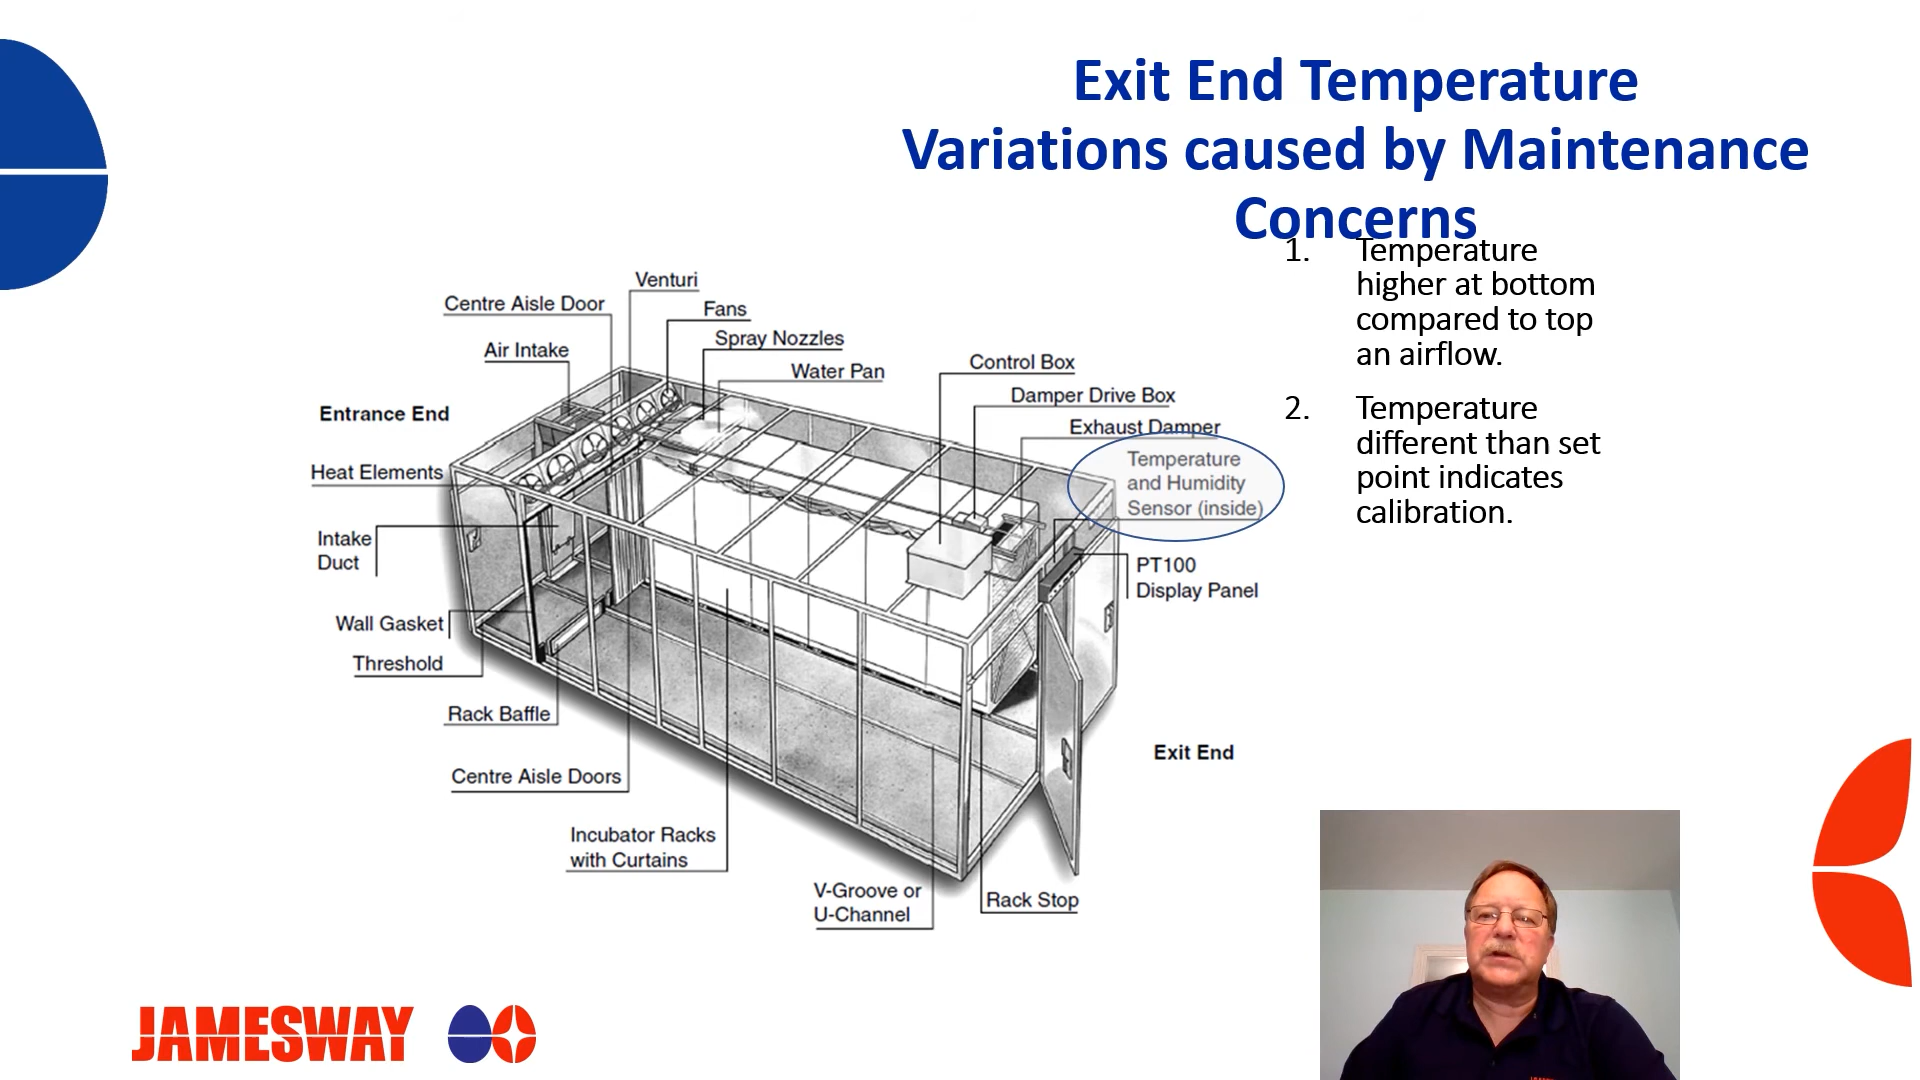 Exit End Temperature
Variations caused by Maintenance
Concerns
1. Temperature
higher at bottom
compared to top
an airflow.
2. Temperature
different than set
point indicates
calibration.
Venturi
Centre Aisle Door
Fans
Spray Nozzles
Air Intake
Water Pan
Control Box
Damper Drive Box
Entrance End
Exhaust Damper
Temperature
and Humidity
Sensor (inside)
Heat Elements
Intake
Duct
PT100
Display Panel
Wall Gasket
Threshold
Rack Baffle
Exit End
Centre Aisle Doors
Incubator Racks
with Curtains
V-Groove or
U-Channel
Rack Stop
JAMESWAY